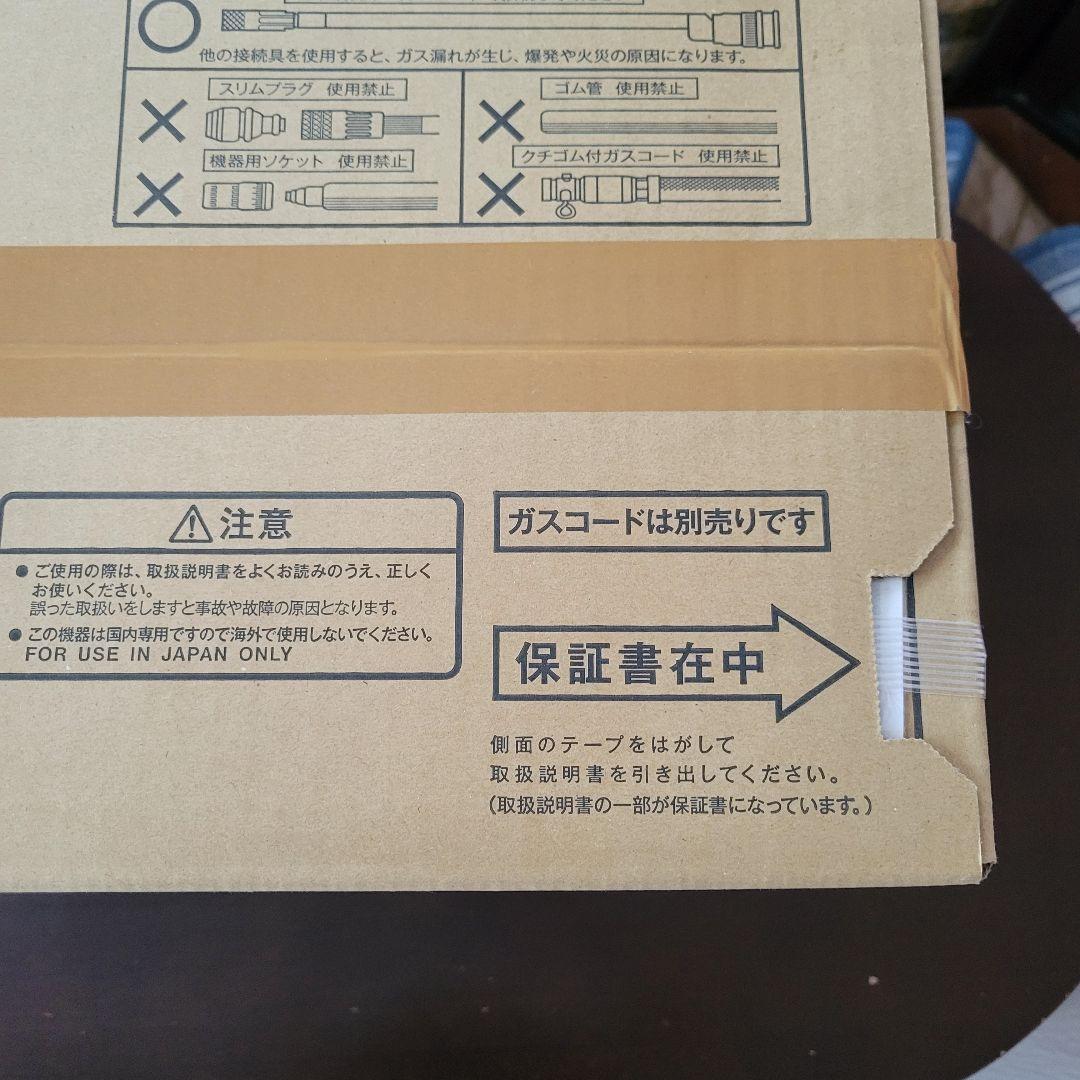 他の接続具を使用すると、ガス漏れが生じ、爆発や火災の原因になります。
スリムプラグ 使用禁止
ゴム管 使用禁止
機器用ソケット 使用禁止
クチゴム付ガスコード 使用禁止
注意
● ご使用の際は、取扱説明書をよくお読みのうえ、正しく
お使いください。
誤った取扱いをしますと事故や故障の原因となります。
● この機器は国内専用ですので海外で使用しないでください。
FOR USE IN JAPAN ONLY
ガスコードは別売りです
保証書在中
側面のテープをはがして
取扱説明書を引き出してください。
(取扱説明書の一部が保証書になっています。)